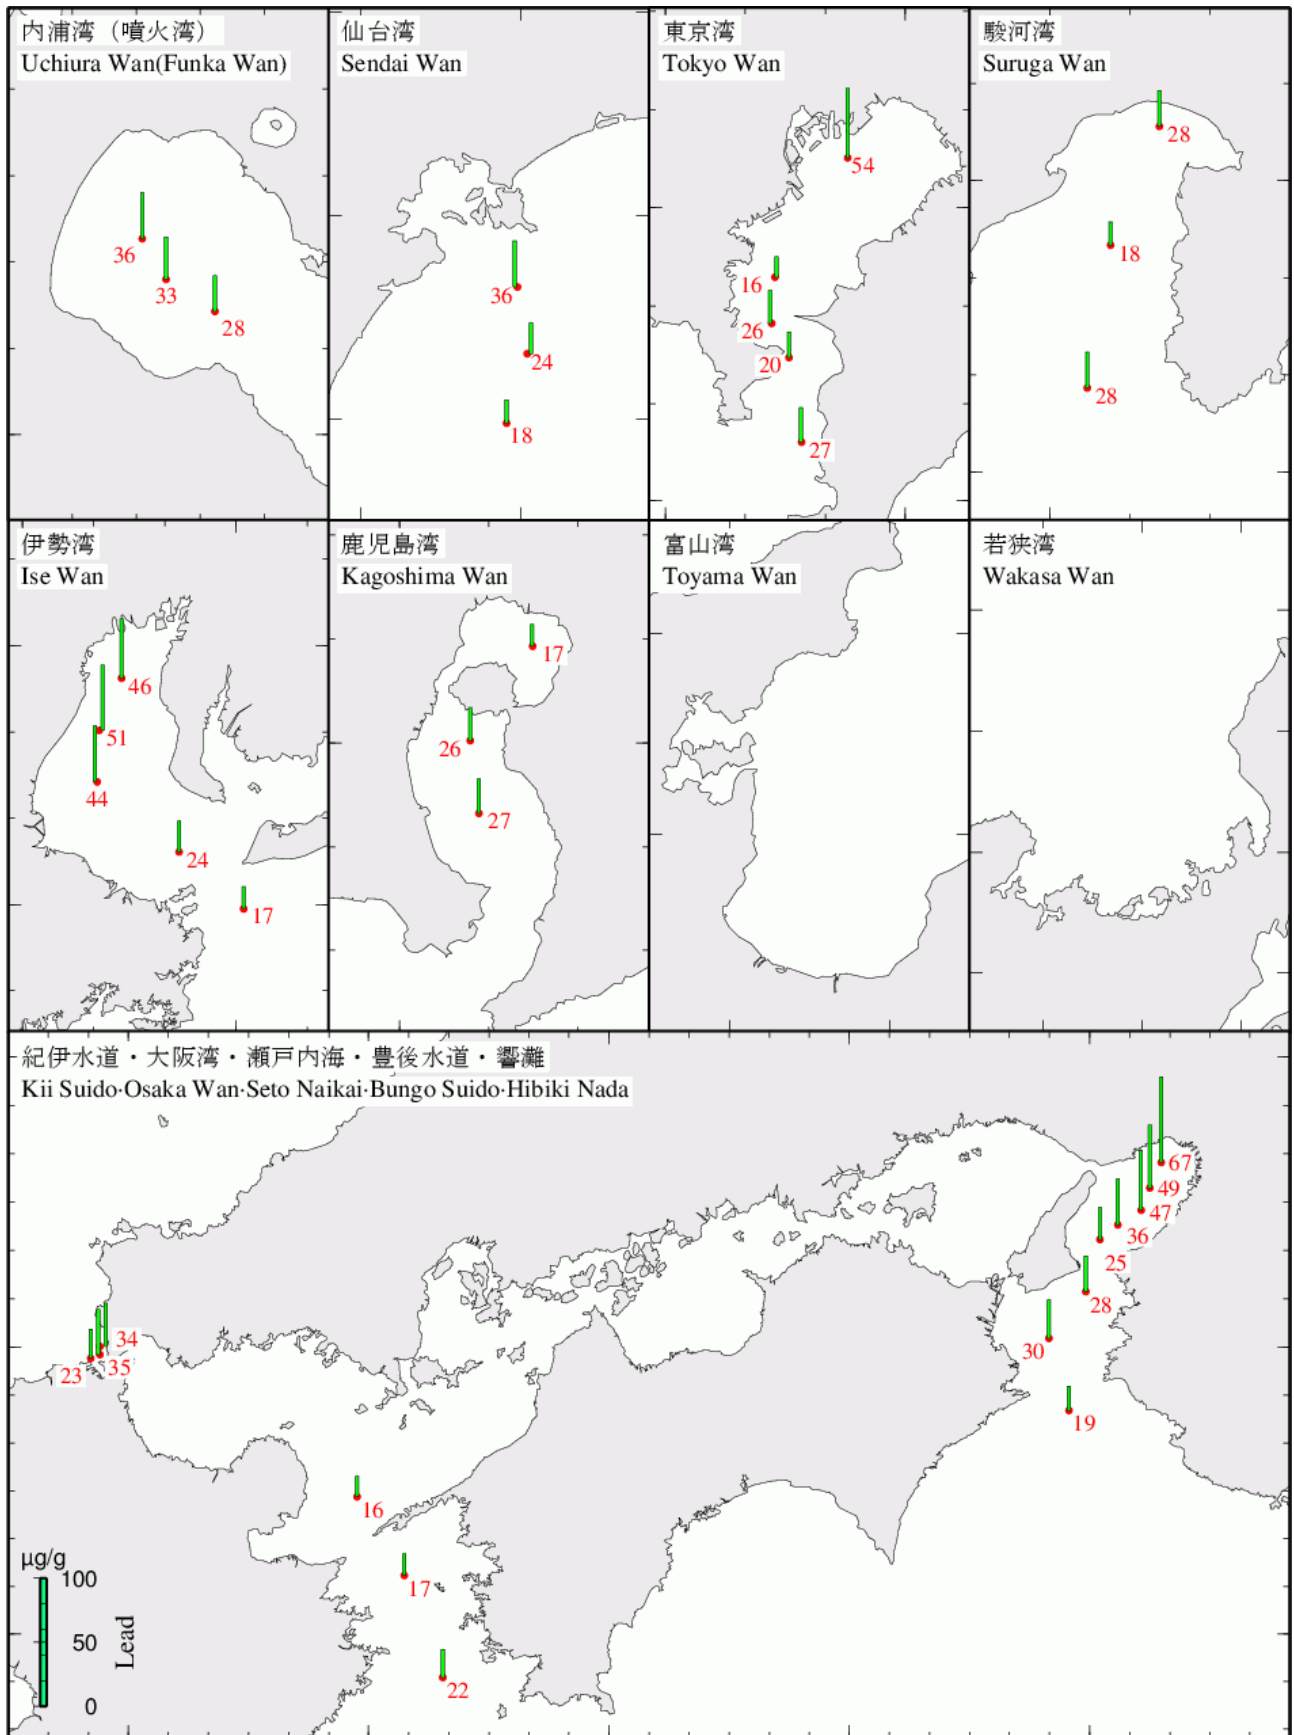 内浦湾（噴火湾）
Uchiura Wan(Funka Wan)
36
33
28
仙台湾
Sendai Wan
36
24
18
東京湾
Tokyo Wan
54
16
26
20
27
駿河湾
Suruga Wan
28
18
28
伊勢湾
Ise Wan
46
51
44
24
17
鹿児島湾
Kagoshima Wan
17
26
27
富山湾
Toyama Wan
若狭湾
Wakasa Wan
紀伊水道・大阪湾・瀬戸内海・豊後水道・響灘
Kii Suido·Osaka Wan·Seto Naikai·Bungo Suido·Hibiki Nada
67
49
47
36
25
28
30
19
34
35
23
16
17
22
µg/g
100
50
0
Lead